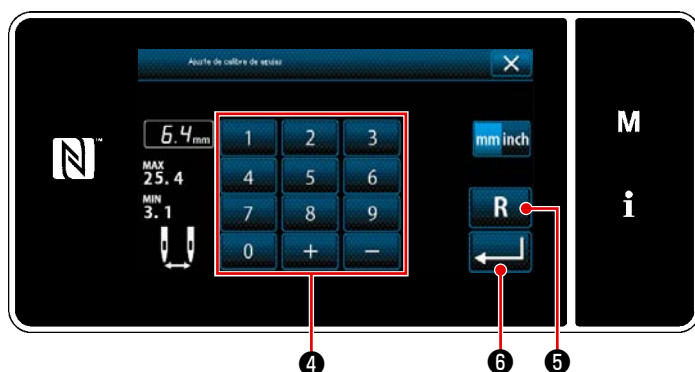 Ajuste de calibre de agujas
6.4mm
1 2 3
mm inch
M
N™
MAX
25.4
4 5 6
MIN
3.1
7 8 9
R
i
0 + −
❹ ❻ ❺